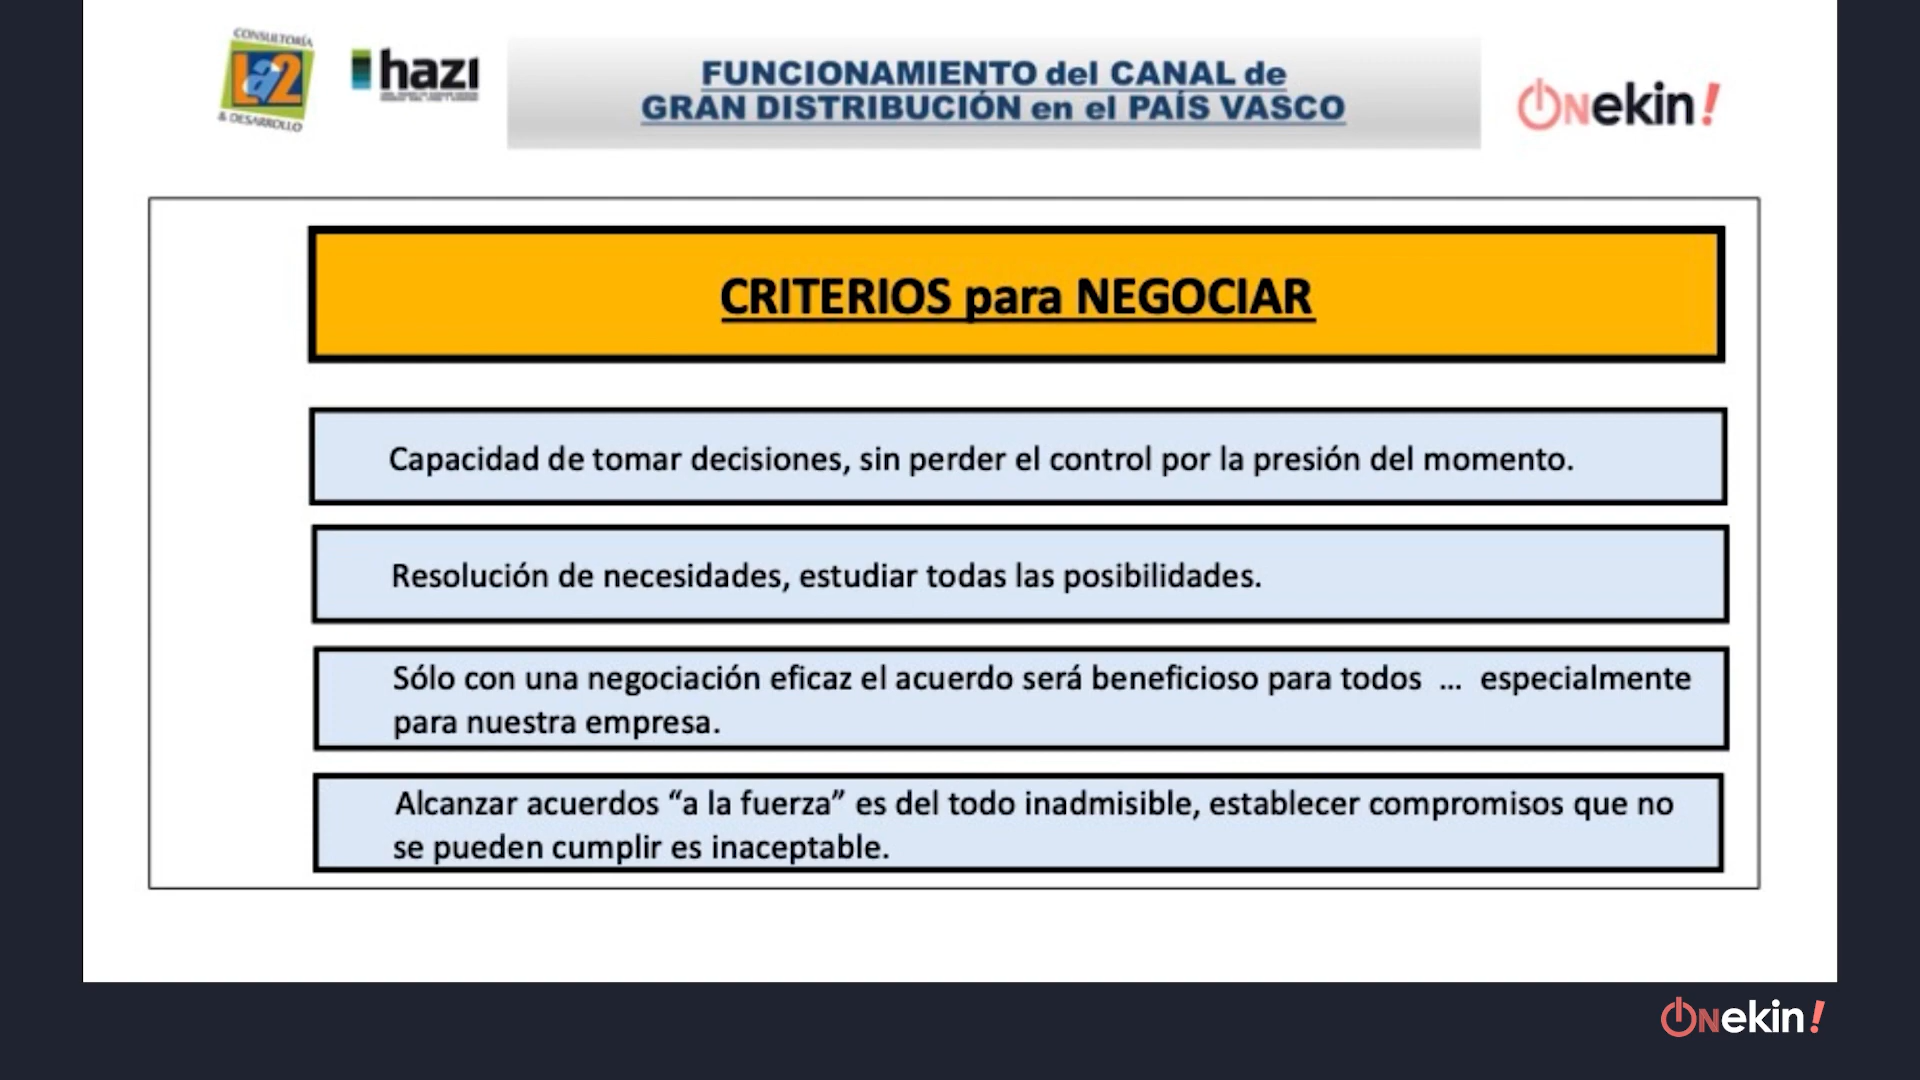 CONSULTORÍA
La2
& DESARROLLO
hazi
FUNCIONAMIENTO del CANAL de
GRAN DISTRIBUCIÓN en el PAÍS VASCO
ONekin!
CRITERIOS para NEGOCIAR
Capacidad de tomar decisiones, sin perder el control por la presión del momento.
Resolución de necesidades, estudiar todas las posibilidades.
Sólo con una negociación eficaz el acuerdo será beneficioso para todos ... especialmente
para nuestra empresa.
Alcanzar acuerdos “a la fuerza” es del todo inadmisible, establecer compromisos que no
se pueden cumplir es inaceptable.
ONekin!